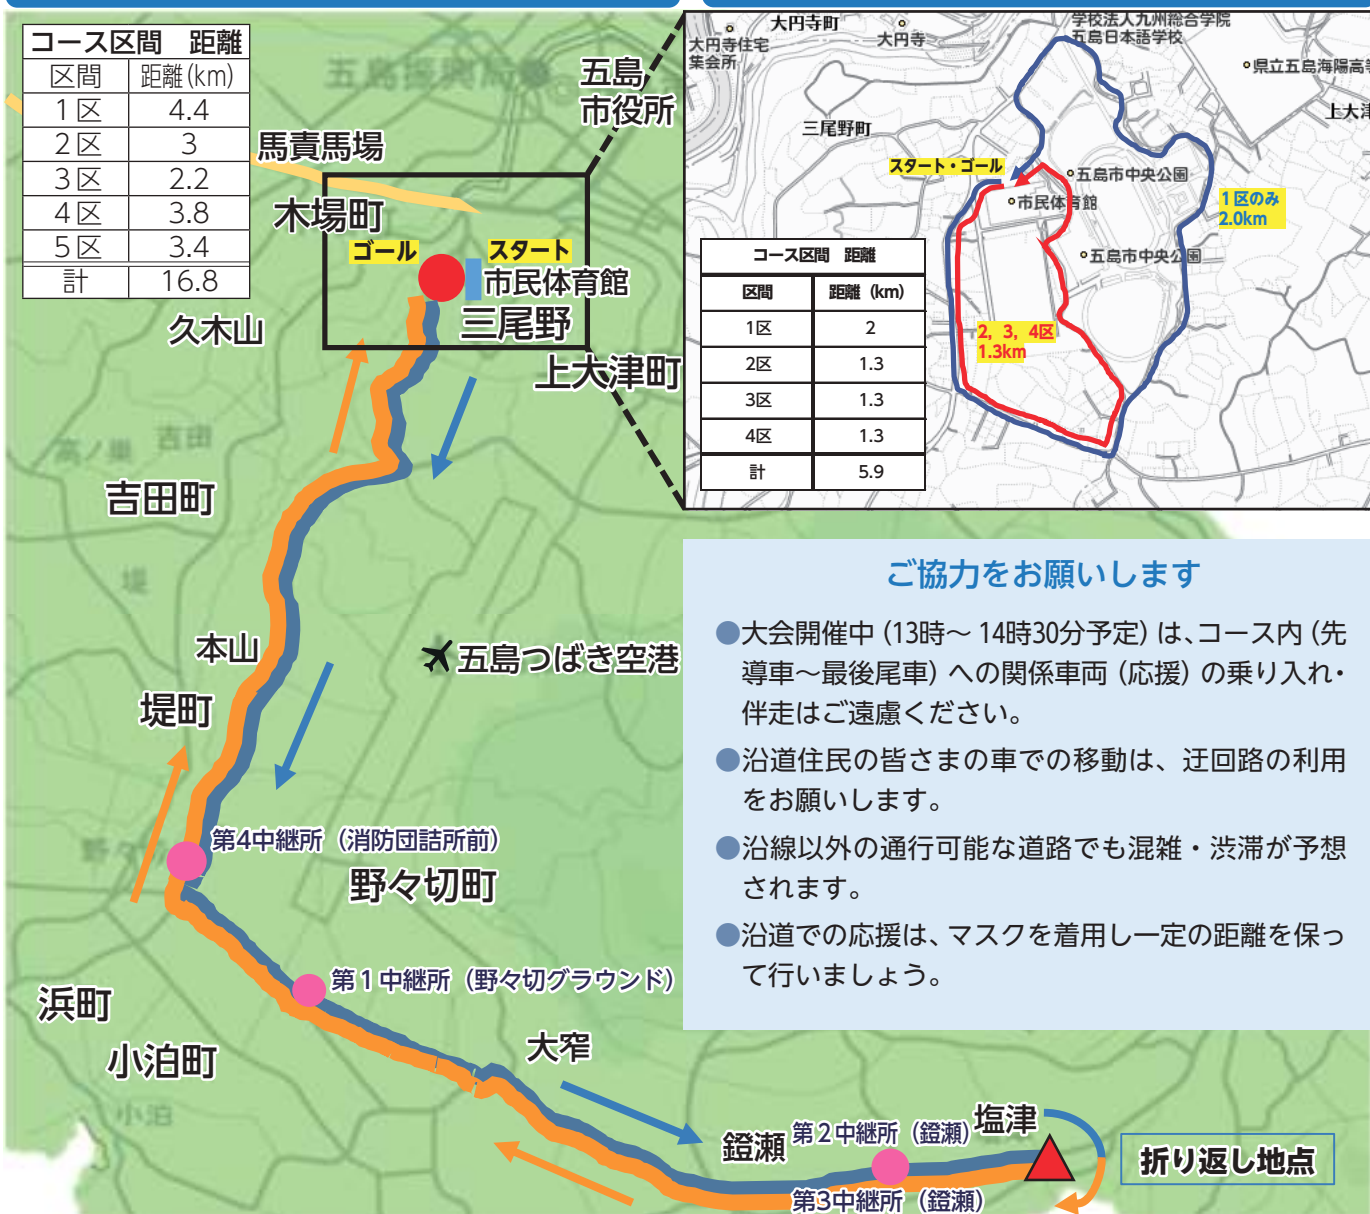 コース区間　距離
区間　距離(km)
1区　4.4
2区　3
3区　2.2
4区　3.8
5区　3.4
計　16.8
五島
市役所
馬責馬場
木場町
ゴール
スタート
市民体育館
三尾野
久木山
上大津町
高ノ巣
吉田
吉田町
堤
本山
五島つばき空港
堤町
第4中継所（消防団詰所前）
野々切町
第1中継所（野々切グラウンド）
浜町
小泊町
小泊
大窄
鐙瀬
第2中継所（鐙瀬）
塩津
第3中継所（鐙瀬）
折り返し地点
大円寺町
大円寺住宅
集会所
大円寺
学校法人九州総合学院
五島日本語学校
県立五島海陽高等
上大津
三尾野町
スタート・ゴール
五島市中央公園
市民体育館
1区のみ
2.0km
五島市中央公園
2，3，4区
1.3km
コース区間　距離
区間　距離（km）
1区　2
2区　1.3
3区　1.3
4区　1.3
計　5.9
ご協力をお願いします
●大会開催中（13時～14時30分予定）は、コース内（先
導車～最後尾車）への関係車両（応援）の乗り入れ・
伴走はご遠慮ください。
●沿道住民の皆さまの車での移動は、迂回路の利用
をお願いします。
●沿線以外の通行可能な道路でも混雑・渋滞が予想
されます。
●沿道での応援は、マスクを着用し一定の距離を保っ
て行いましょう。